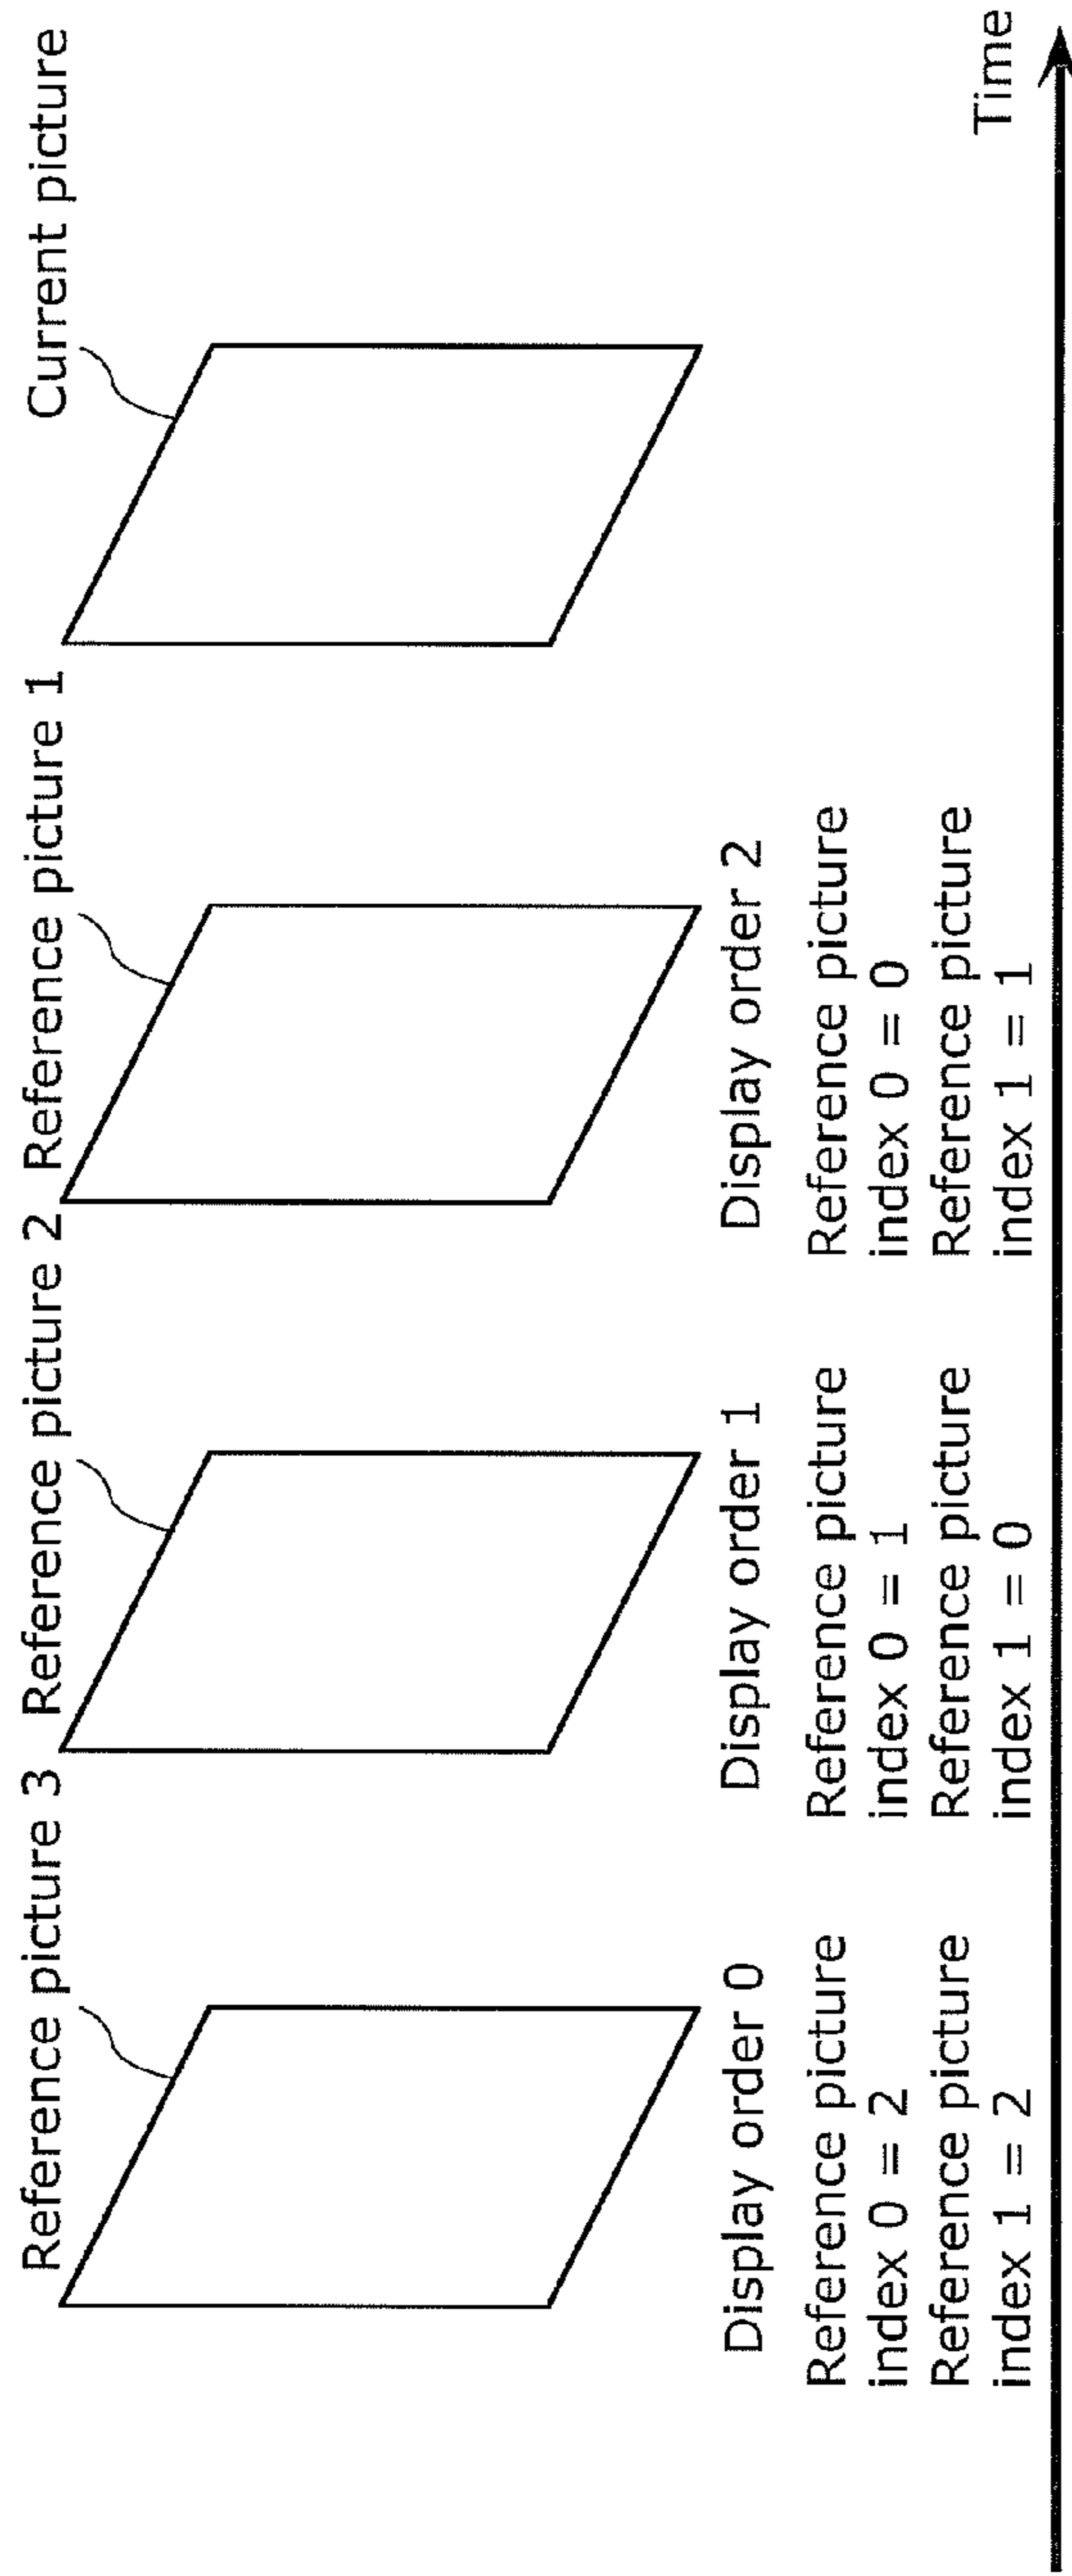 Reference picture 3
Reference picture 2
Reference picture 1
Current picture
Display order 0
Reference picture
index 0 = 2
Reference picture
index 1 = 2
Display order 1
Reference picture
index 0 = 1
Reference picture
index 1 = 0
Display order 2
Reference picture
index 0 = 0
Reference picture
index 1 = 1
Time